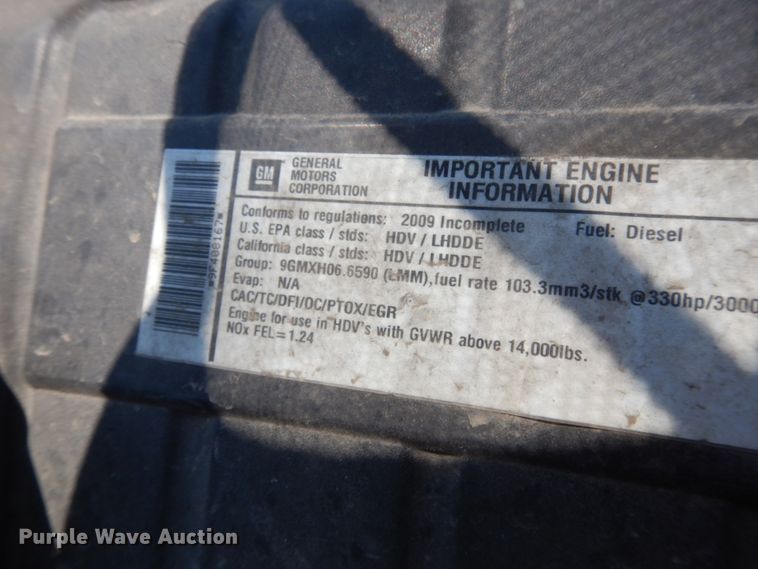 GM
GENERAL MOTORS CORPORATION
IMPORTANT ENGINE INFORMATION
Conforms to regulations: 2009 Incomplete Fuel: Diesel
U.S. EPA class / stds: HDV / LHDDE
California class / stds: HDV / LHDDE
Group: 9GMXH06.6590 (LMM), fuel rate 103.3mm3/stk @330hp/3000
Evap: N/A
CAC/TC/DFI/OC/PTOX/EGR
Engine for use in HDV's with GVWR above 14,000lbs.
NOx FEL=1.24
*9F408167*
Purple Wave Auction